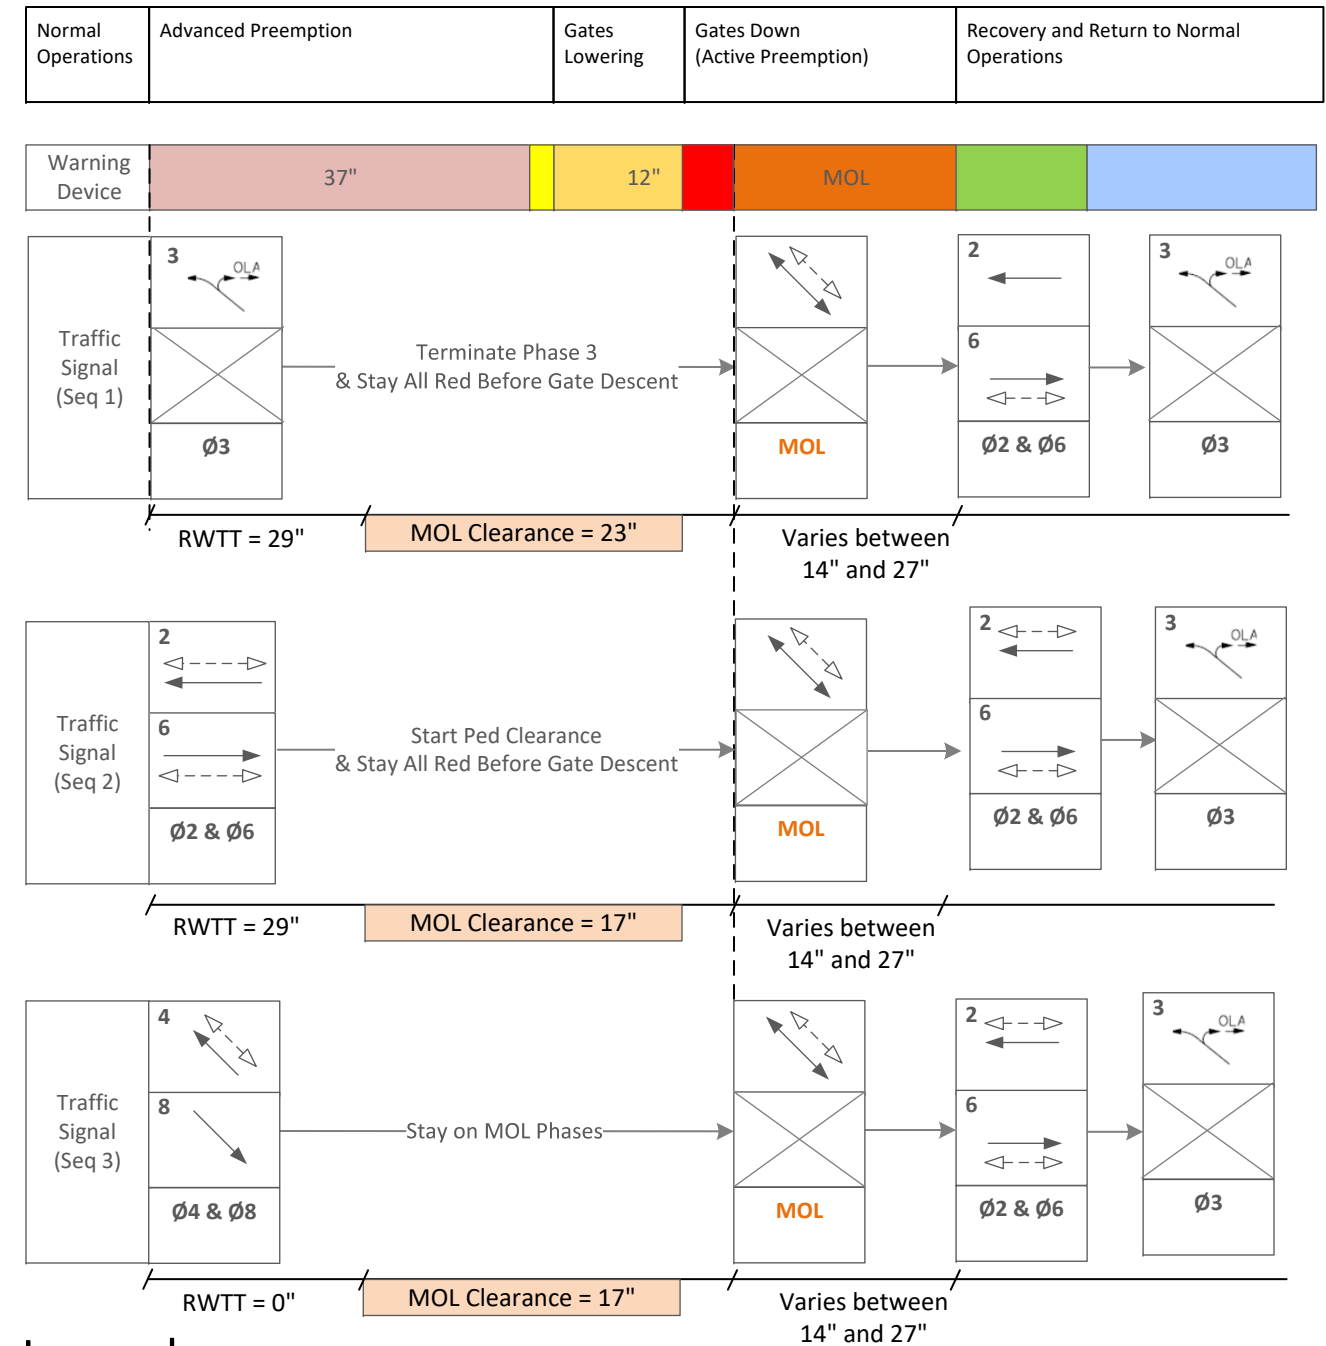 Normal
Operations
Advanced Preemption
Gates
Lowering
Gates Down
(Active Preemption)
Recovery and Return to Normal
Operations
Warning
Device
37"
12"
MOL
Traffic
Signal
(Seq 1)
3
OLA
Ø3
Terminate Phase 3
& Stay All Red Before Gate Descent
MOL
2
6
Ø2 & Ø6
3
OLA
Ø3
RWTT = 29"
MOL Clearance = 23"
Varies between
14" and 27"
Traffic
Signal
(Seq 2)
2
6
Ø2 & Ø6
Start Ped Clearance
& Stay All Red Before Gate Descent
MOL
2
6
Ø2 & Ø6
3
OLA
Ø3
RWTT = 29"
MOL Clearance = 17"
Varies between
14" and 27"
Traffic
Signal
(Seq 3)
4
8
Ø4 & Ø8
Stay on MOL Phases
MOL
2
6
Ø2 & Ø6
3
OLA
Ø3
RWTT = 0"
MOL Clearance = 17"
Varies between
14" and 27"